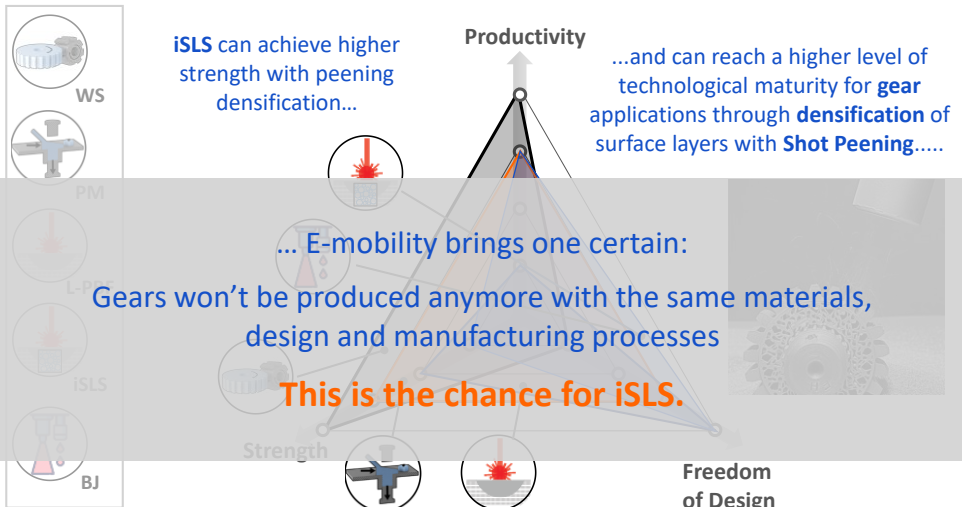 WS
PM
L-PBF
iSLS
BJ
iSLS can achieve higher
strength with peening
densification…
Productivity
...and can reach a higher level of
technological maturity for gear
applications through densification of
surface layers with Shot Peening.....
… E-mobility brings one certain:
Gears won’t be produced anymore with the same materials,
design and manufacturing processes
This is the chance for iSLS.
Strength
Freedom
of Design